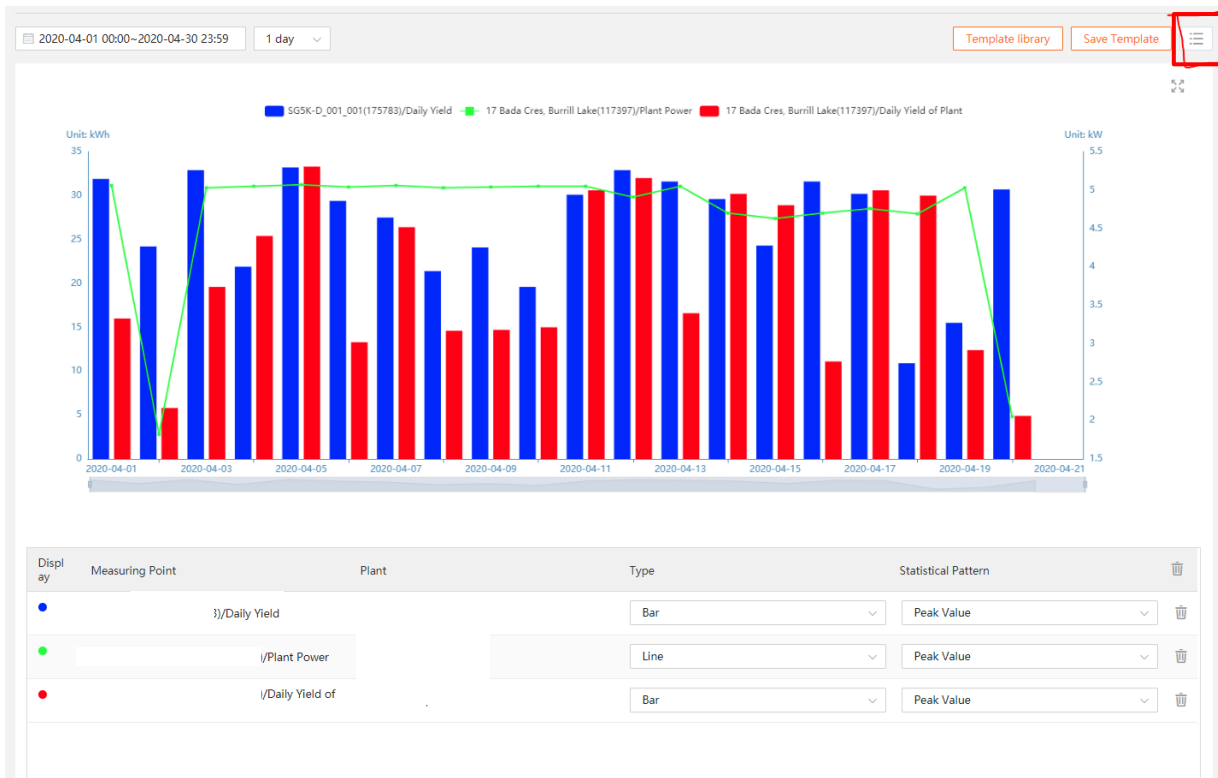 2020-04-01 00:00~2020-04-30 23:59 1 day Template library Save Template
SG5K-D_001_001(175783)/Daily Yield 17 Bada Cres, Burrill Lake(117397)/Plant Power 17 Bada Cres, Burrill Lake(117397)/Daily Yield of Plant
Unit: kWh Unit: kW
35 5.5
30 5
25 4.5
20 4
15 3.5
10 3
5 2.5
0 2
1.5
2020-04-01 2020-04-03 2020-04-05 2020-04-07 2020-04-09 2020-04-11 2020-04-13 2020-04-15 2020-04-17 2020-04-19 2020-04-21
Displ
ay Measuring Point Plant Type Statistical Pattern
)/Daily Yield Bar Peak Value
)/Plant Power Line Peak Value
)/Daily Yield of Bar Peak Value